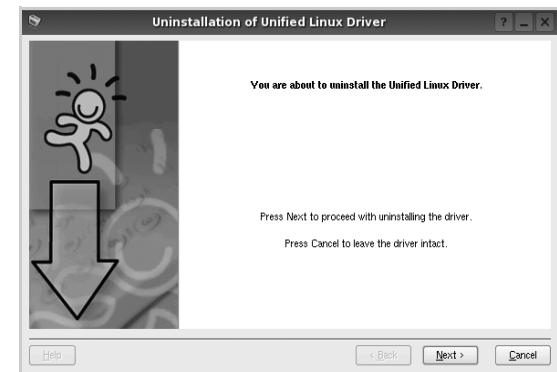 Uninstallation of Unified Linux Driver
You are about to uninstall the Unified Linux Driver.
Press Next to proceed with uninstalling the driver.
Press Cancel to leave the driver intact.
Help
< Back
Next >
Cancel